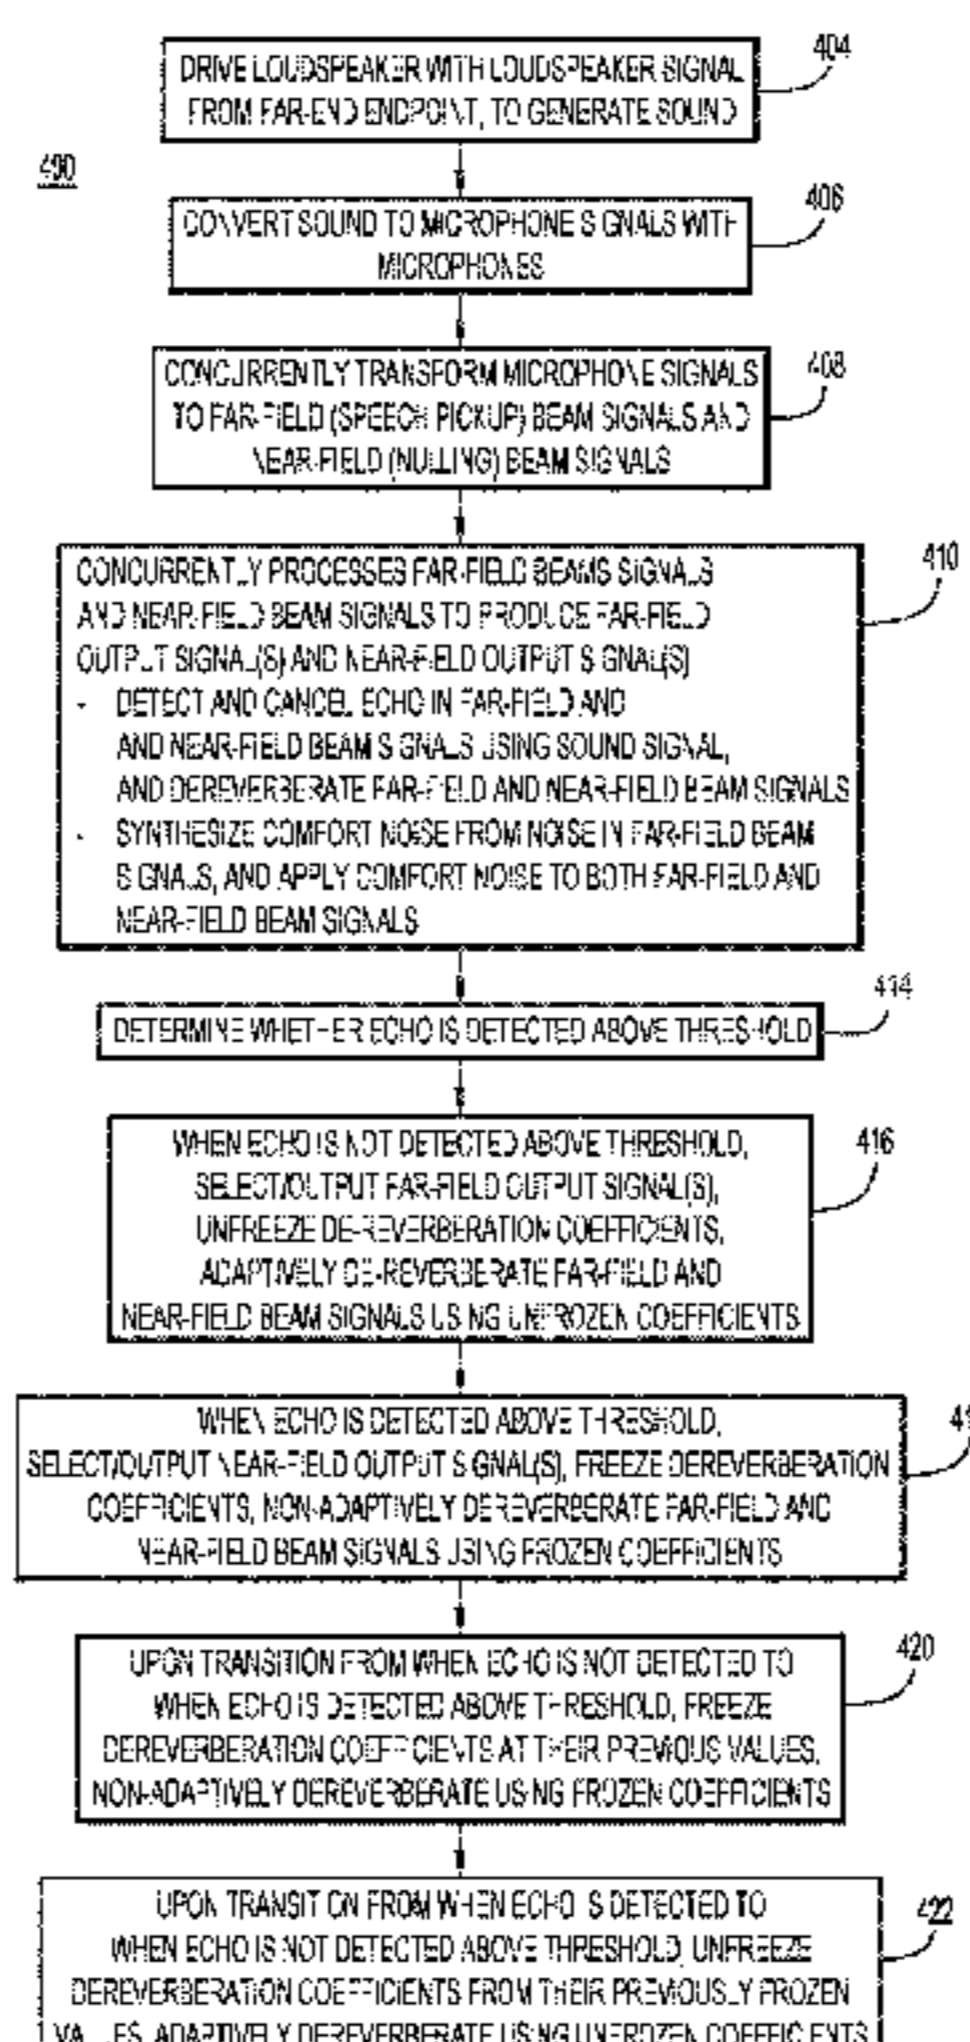 404
DRIVE LOUDSPEAKER WITH LOUDSPEAKER SIGNAL
FROM FAR-END ENDPOINT, TO GENERATE SOUND
400
406
CONVERT SOUND TO MICROPHONE SIGNALS WITH
MICROPHONES
408
CONCURRENTLY TRANSFORM MICROPHONE SIGNALS
TO FAR-FIELD (SPEECH PICKUP) BEAM SIGNALS AND
NEAR-FIELD (NULLING) BEAM SIGNALS
410
CONCURRENTLY PROCESSES FAR-FIELD BEAMS SIGNALS
AND NEAR-FIELD BEAM SIGNALS TO PRODUCE FAR-FIELD
OUTPUT SIGNAL(S) AND NEAR-FIELD OUTPUT SIGNAL(S)
- DETECT AND CANCEL ECHO IN FAR-FIELD AND
AND NEAR-FIELD BEAM SIGNALS USING SOUND SIGNAL,
AND DEREVERBERATE FAR-FIELD AND NEAR-FIELD BEAM SIGNALS
- SYNTHESIZE COMFORT NOISE FROM NOISE IN FAR-FIELD BEAM
SIGNALS, AND APPLY COMFORT NOISE TO BOTH FAR-FIELD AND
NEAR-FIELD BEAM SIGNALS
414
DETERMINE WHETHER ECHO IS DETECTED ABOVE THRESHOLD
416
WHEN ECHO IS NOT DETECTED ABOVE THRESHOLD,
SELECT/OUTPUT FAR-FIELD OUTPUT SIGNAL(S),
UNFREEZE DE-REVERBERATION COEFFICIENTS,
ADAPTIVELY DE-REVERBERATE FAR-FIELD AND
NEAR-FIELD BEAM SIGNALS USING UNFROZEN COEFFICIENTS
WHEN ECHO IS DETECTED ABOVE THRESHOLD,
SELECT/OUTPUT NEAR-FIELD OUTPUT SIGNAL(S), FREEZE DEREVERBERATION
COEFFICIENTS, NON-ADAPTIVELY DEREVERBERATE FAR-FIELD AND
NEAR-FIELD BEAM SIGNALS USING FROZEN COEFFICIENTS
420
UPON TRANSITION FROM WHEN ECHO IS NOT DETECTED TO
WHEN ECHO IS DETECTED ABOVE THRESHOLD, FREEZE
DEREVERBERATION COEFFICIENTS AT THEIR PREVIOUS VALUES,
NON-ADAPTIVELY DEREVERBERATE USING FROZEN COEFFICIENTS
422
UPON TRANSITION FROM WHEN ECHO IS DETECTED TO
WHEN ECHO IS NOT DETECTED ABOVE THRESHOLD, UNFREEZE
DEREVERBERATION COEFFICIENTS FROM THEIR PREVIOUSLY FROZEN
VALUES, ADAPTIVELY DEREVERBERATE USING UNFROZEN COEFFICIENTS